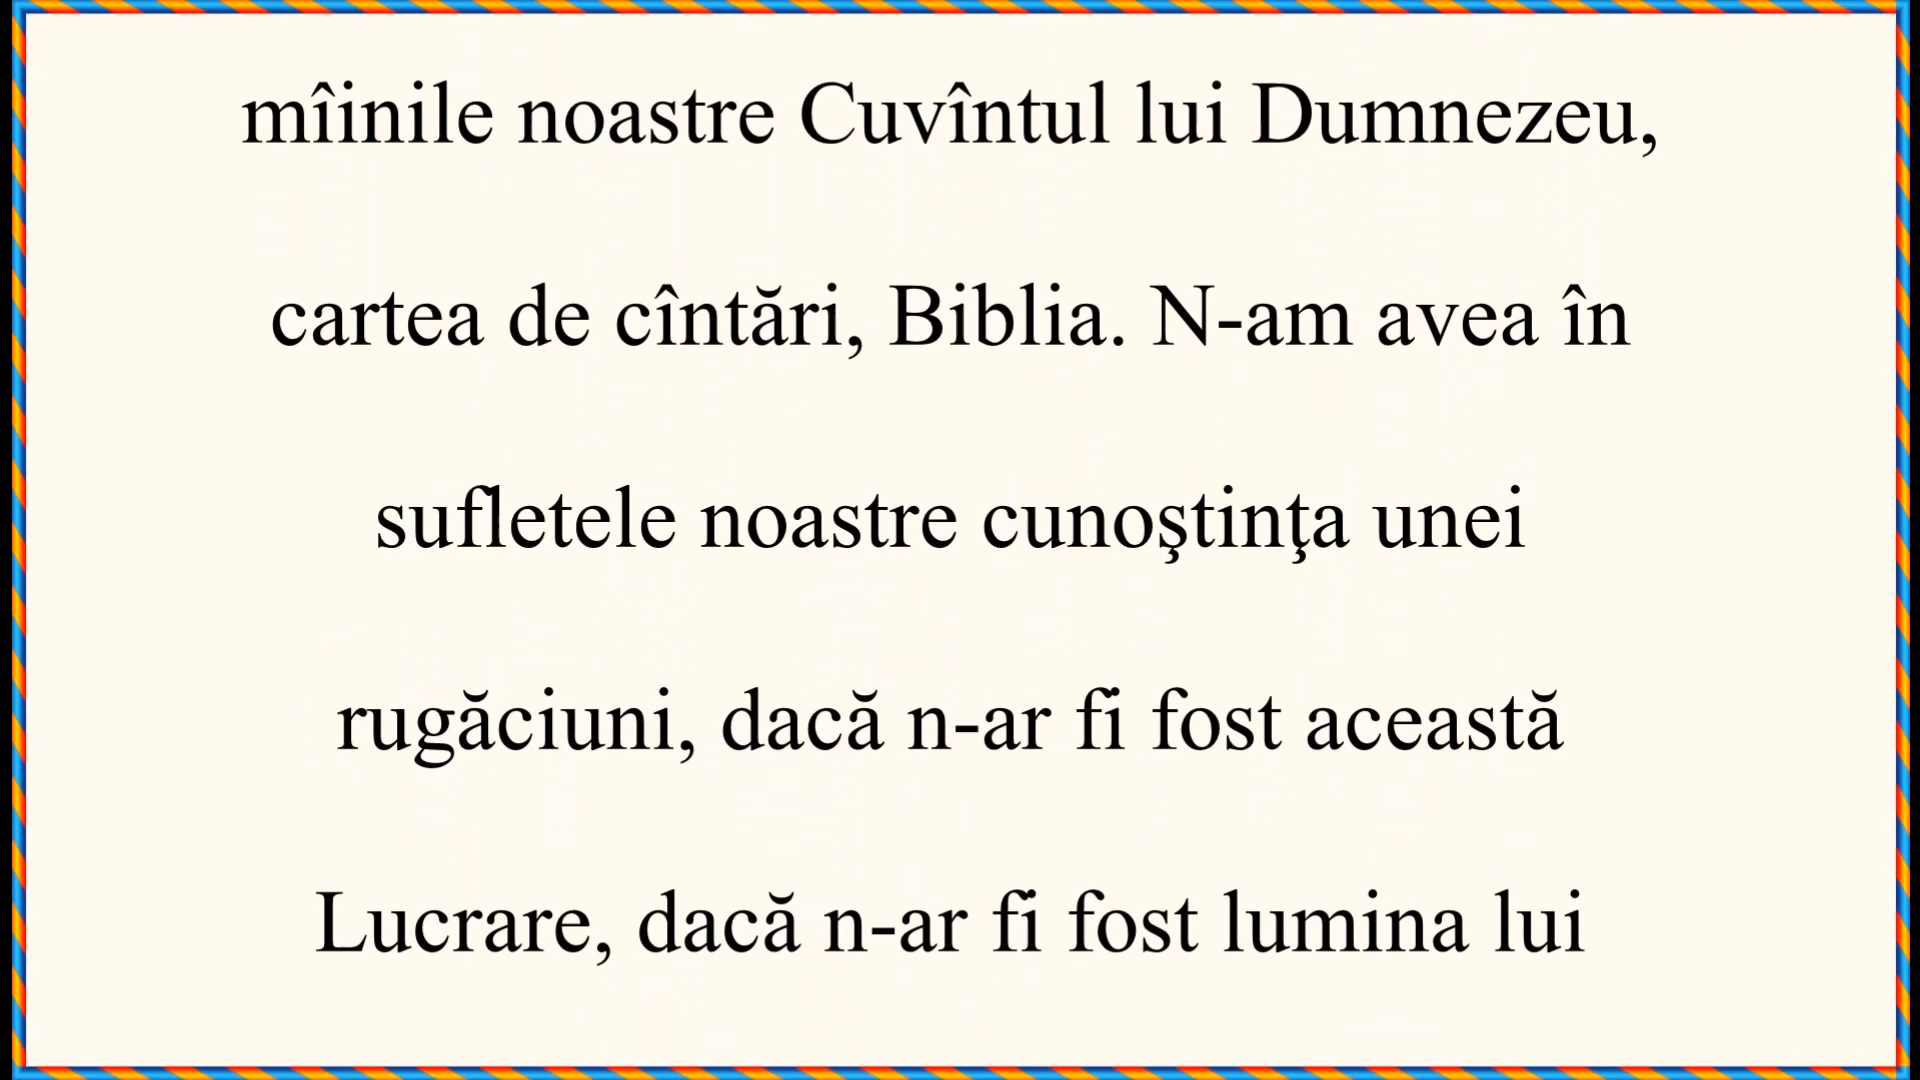 mîinile noastre Cuvîntul lui Dumnezeu,
cartea de cîntări, Biblia. N-am avea în
sufletele noastre cunoştinţa unei
rugăciuni, dacă n-ar fi fost această
Lucrare, dacă n-ar fi fost lumina lui